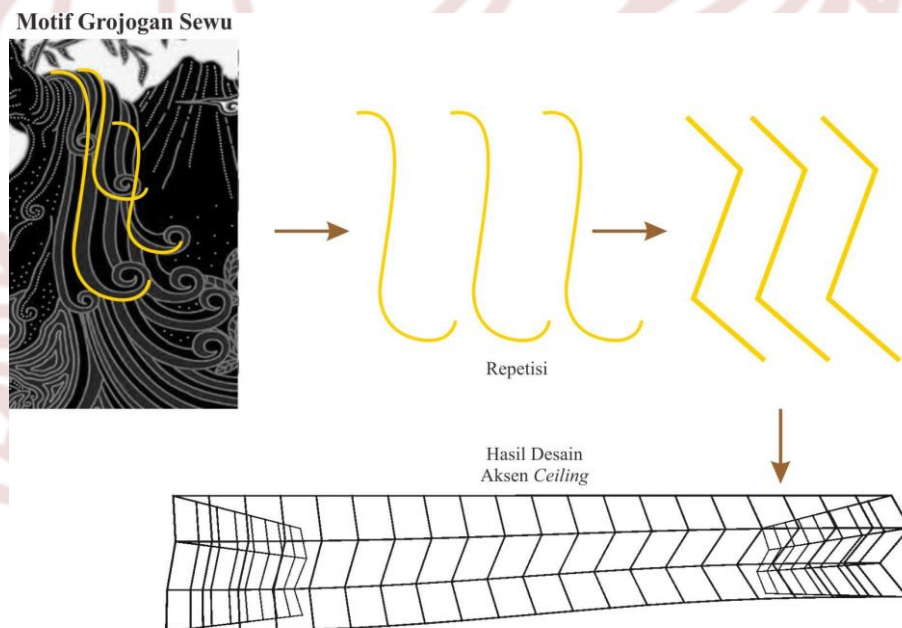 Motif Grojogan Sewu
Repetisi
Hasil Desain
Aksen Ceiling